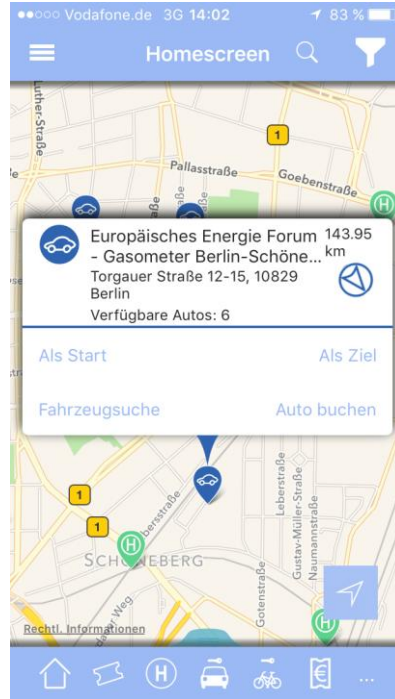 Vodafone.de 3G 14:02 83 %
Homescreen
Luther-Straße
1
Pallasstraße
Goebenstraße
H
Europäisches Energie Forum 143.95
- Gasometer Berlin-Schöne... km
Torgauer Straße 12-15, 10829
Berlin
Verfügbare Autos: 6
Als Start Als Ziel
Fahrzeugsuche Auto buchen
1
1
Leberstraße
Gustav-Müller-Straße
Naumannstraße
H
SCHÖNEBERG
Gotenstraße
Weg
H
Rechtl. Informationen
H
€
...